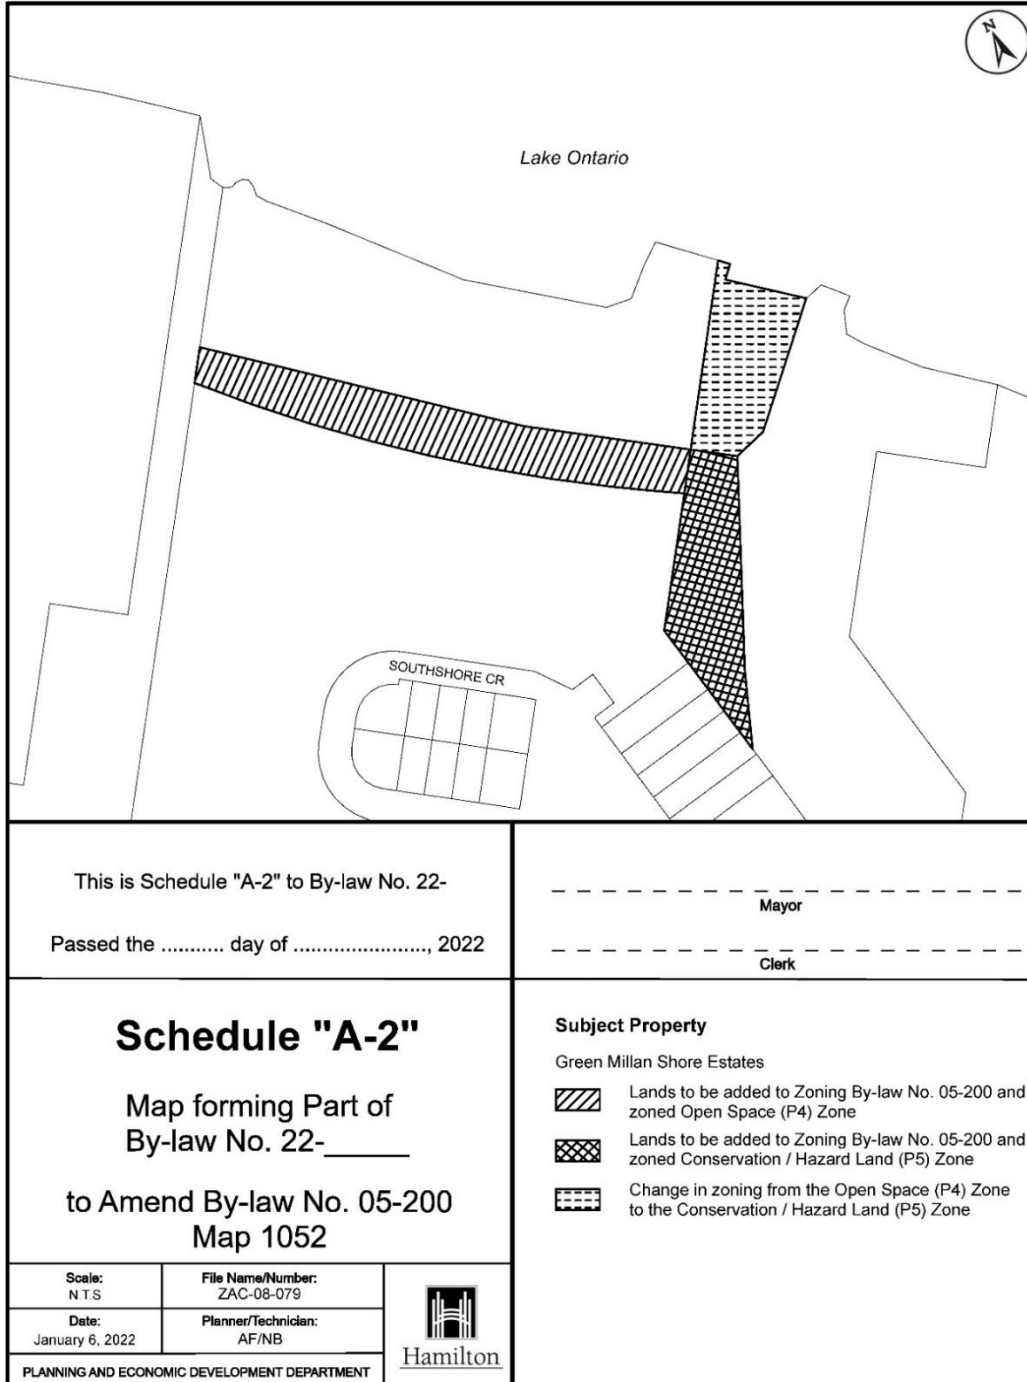 N
Lake Ontario
SOUTHSHORE CR
This is Schedule "A-2" to By-law No. 22-
Passed the ........... day of ......................, 2022
Mayor
Clerk
Schedule "A-2"
Map forming Part of
By-law No. 22-_____
to Amend By-law No. 05-200
Map 1052
Subject Property
Green Millan Shore Estates
Lands to be added to Zoning By-law No. 05-200 and
zoned Open Space (P4) Zone
Lands to be added to Zoning By-law No. 05-200 and
zoned Conservation / Hazard Land (P5) Zone
Change in zoning from the Open Space (P4) Zone
to the Conservation / Hazard Land (P5) Zone
Scale:
N.T.S
File Name/Number:
ZAC-08-079
Date:
January 6, 2022
Planner/Technician:
AF/NB
PLANNING AND ECONOMIC DEVELOPMENT DEPARTMENT
Hamilton